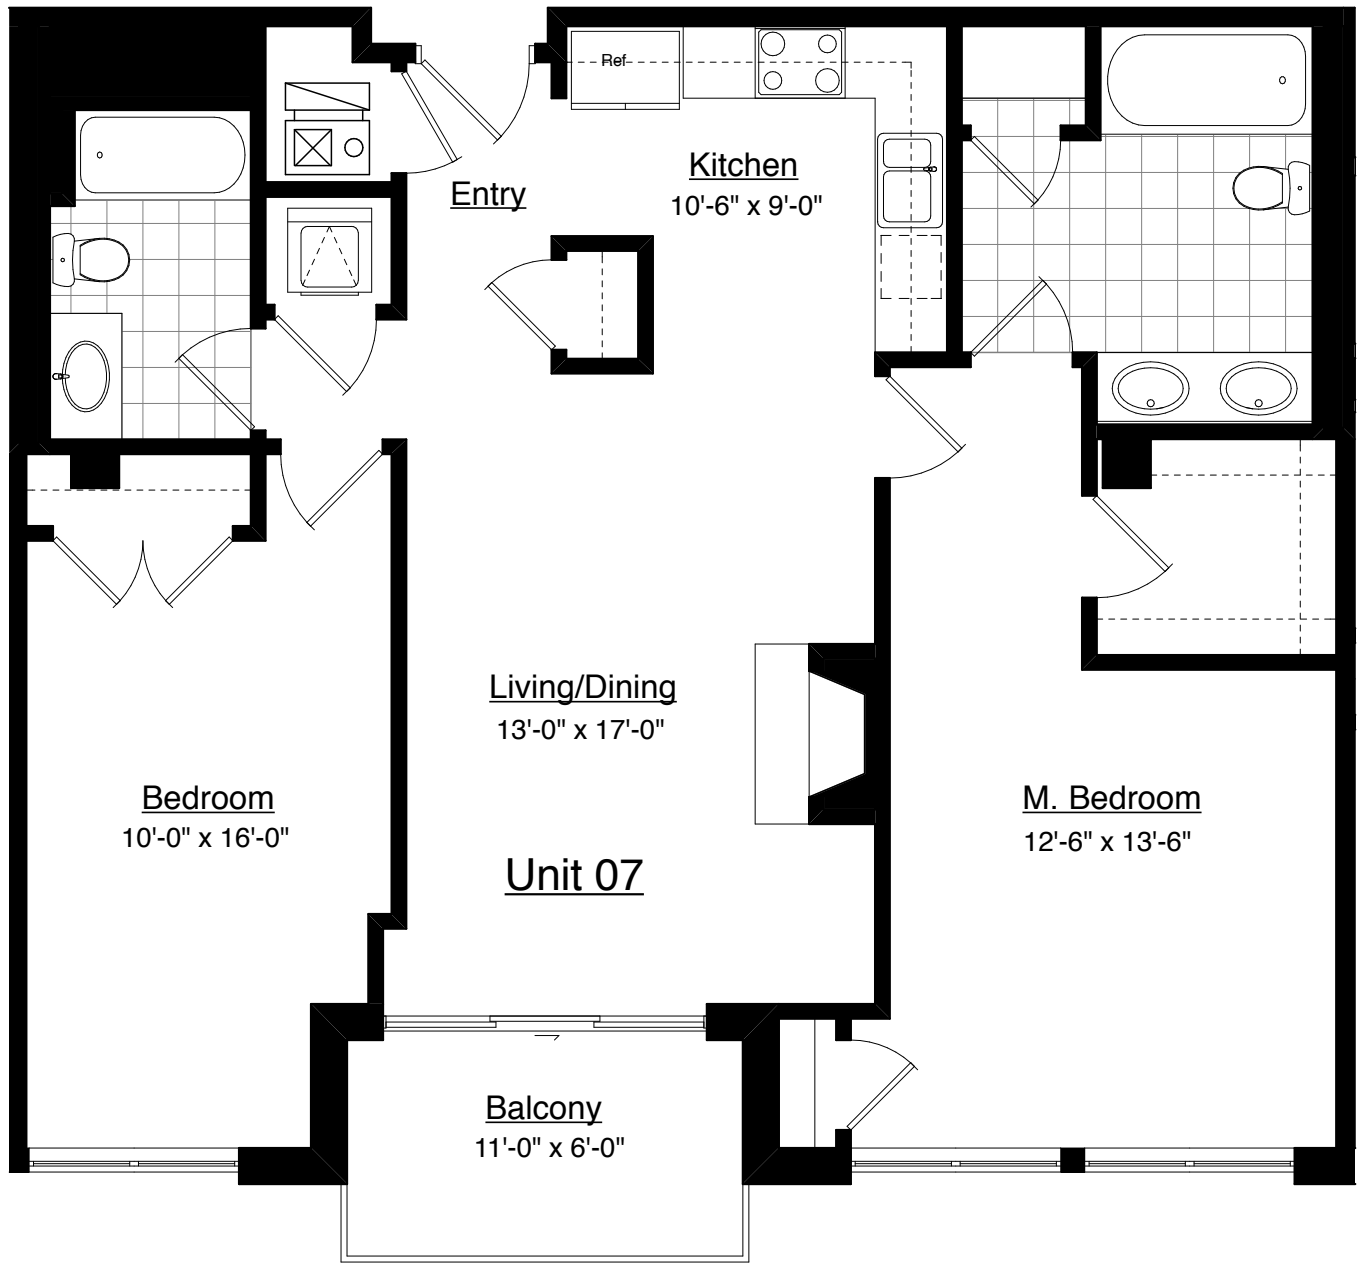 Ref
Kitchen
10'-6" x 9'-0"
Entry
Living/Dining
13'-0" x 17'-0"
Bedroom
10'-0" x 16'-0"
M. Bedroom
12'-6" x 13'-6"
Unit 07
Balcony
11'-0" x 6'-0"